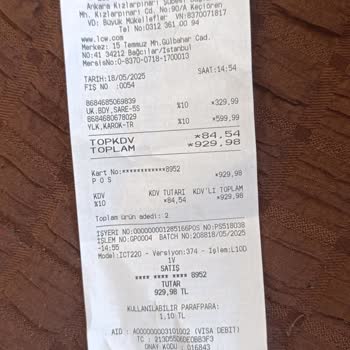 Ankara Kızlarpınarı Şubesi
Mh. Kızlarpınarı Cd. No:90/A Keçiören
VD: Büyük Mükellefler VN:8370071817
Tel No:0312 361 00 94
www.lcw.com
Merkez: 15 Temmuz Mh.Gülbahar Cad.
NO:41 34212 Bağcılar/İstanbul
MersisNo:0-8370-0718-1700013
TARİH:18/05/2025 SAAT:14:54
FİŞ NO :0054
8684685069839
UK.BDY,SARE-5S %10 *329,99
8684680678029
YLK,KAROK-TR %10 *599,99
TOPKDV *84,54
TOPLAM *929,98
Kart No:************8952
P O S *929,98
KDV KDV TUTARI KDV'Lİ TOPLAM
%10 *84,54 *929,98
Toplam ürün adedi: 2
İŞYERİ NO:000000001285166POS NO:PS518038
İŞLEM NO:GP0004 BATCH NO:208818/05/2025
-14:55
Model:ICT220 - Versiyon:374 - İşlem:L10D
1V
SATIŞ
**** **** **** 8952
TUTAR
929,98 TL
KULLANILABİLİR PARAFPARA:
1,10 TL
AID : A000000003101002 (VISA DEBIT)
TC : 213D55D6DE0BB3F3
ONAY KODU : 016843